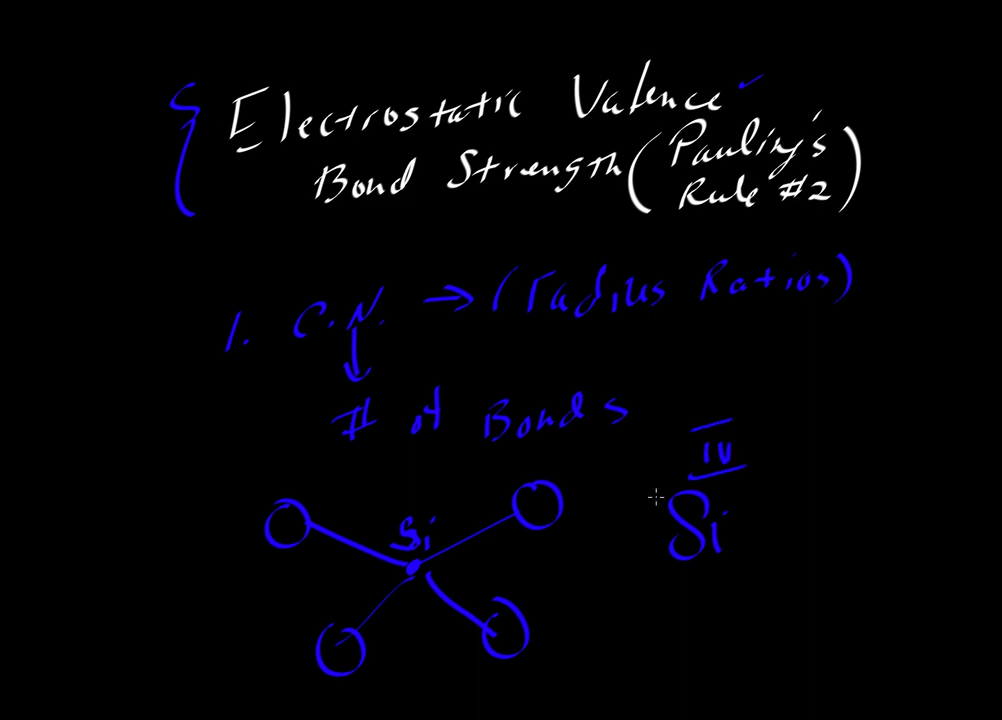 Electrostatic Valence
Bond Strength (Pauling's
Rule #2)
1. C.N. → (radius Ratios)
# of Bonds
IV
Si
Si